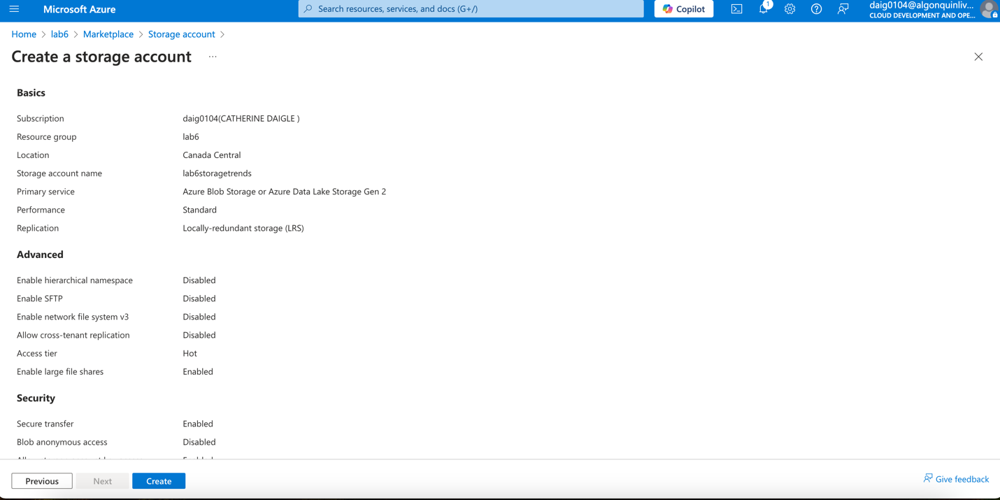 Microsoft Azure
Search resources, services, and docs (G+/)
Copilot
1
daig0104@algonquinliv...
CLOUD DEVELOPMENT AND OPE...
Home > lab6 > Marketplace > Storage account >
Create a storage account ...
Basics
Subscription daig0104(CATHERINE DAIGLE )
Resource group lab6
Location Canada Central
Storage account name lab6storagetrends
Primary service Azure Blob Storage or Azure Data Lake Storage Gen 2
Performance Standard
Replication Locally-redundant storage (LRS)
Advanced
Enable hierarchical namespace Disabled
Enable SFTP Disabled
Enable network file system v3 Disabled
Allow cross-tenant replication Disabled
Access tier Hot
Enable large file shares Enabled
Security
Secure transfer Enabled
Blob anonymous access Disabled
Previous Next Create
Give feedback